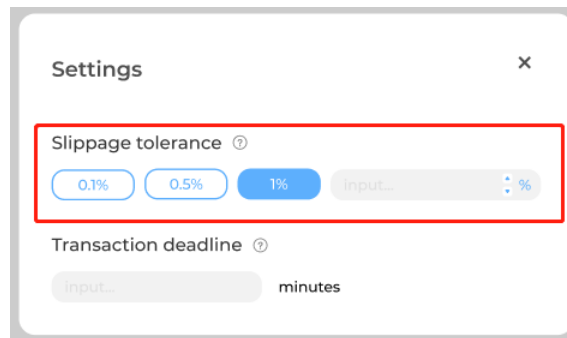 Settings ×
Slippage tolerance ?
0.1% 0.5% 1% input... %
Transaction deadline ?
input... minutes